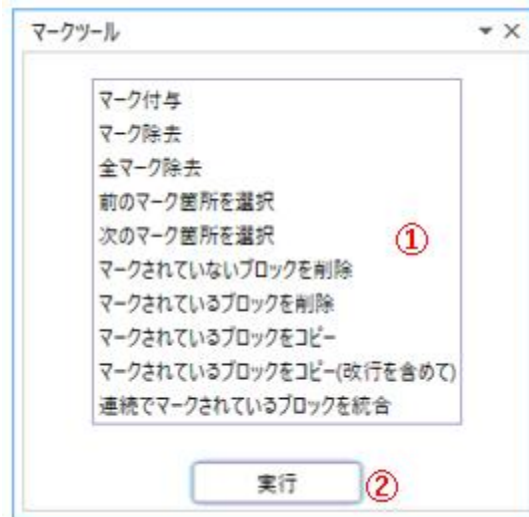 マークツール
マーク付与
マーク除去
全マーク除去
前のマーク箇所を選択
次のマーク箇所を選択
マークされていないブロックを削除
マークされているブロックを削除
マークされているブロックをコピー
マークされているブロックをコピー(改行を含めて)
連続でマークされているブロックを統合
①
実行
②